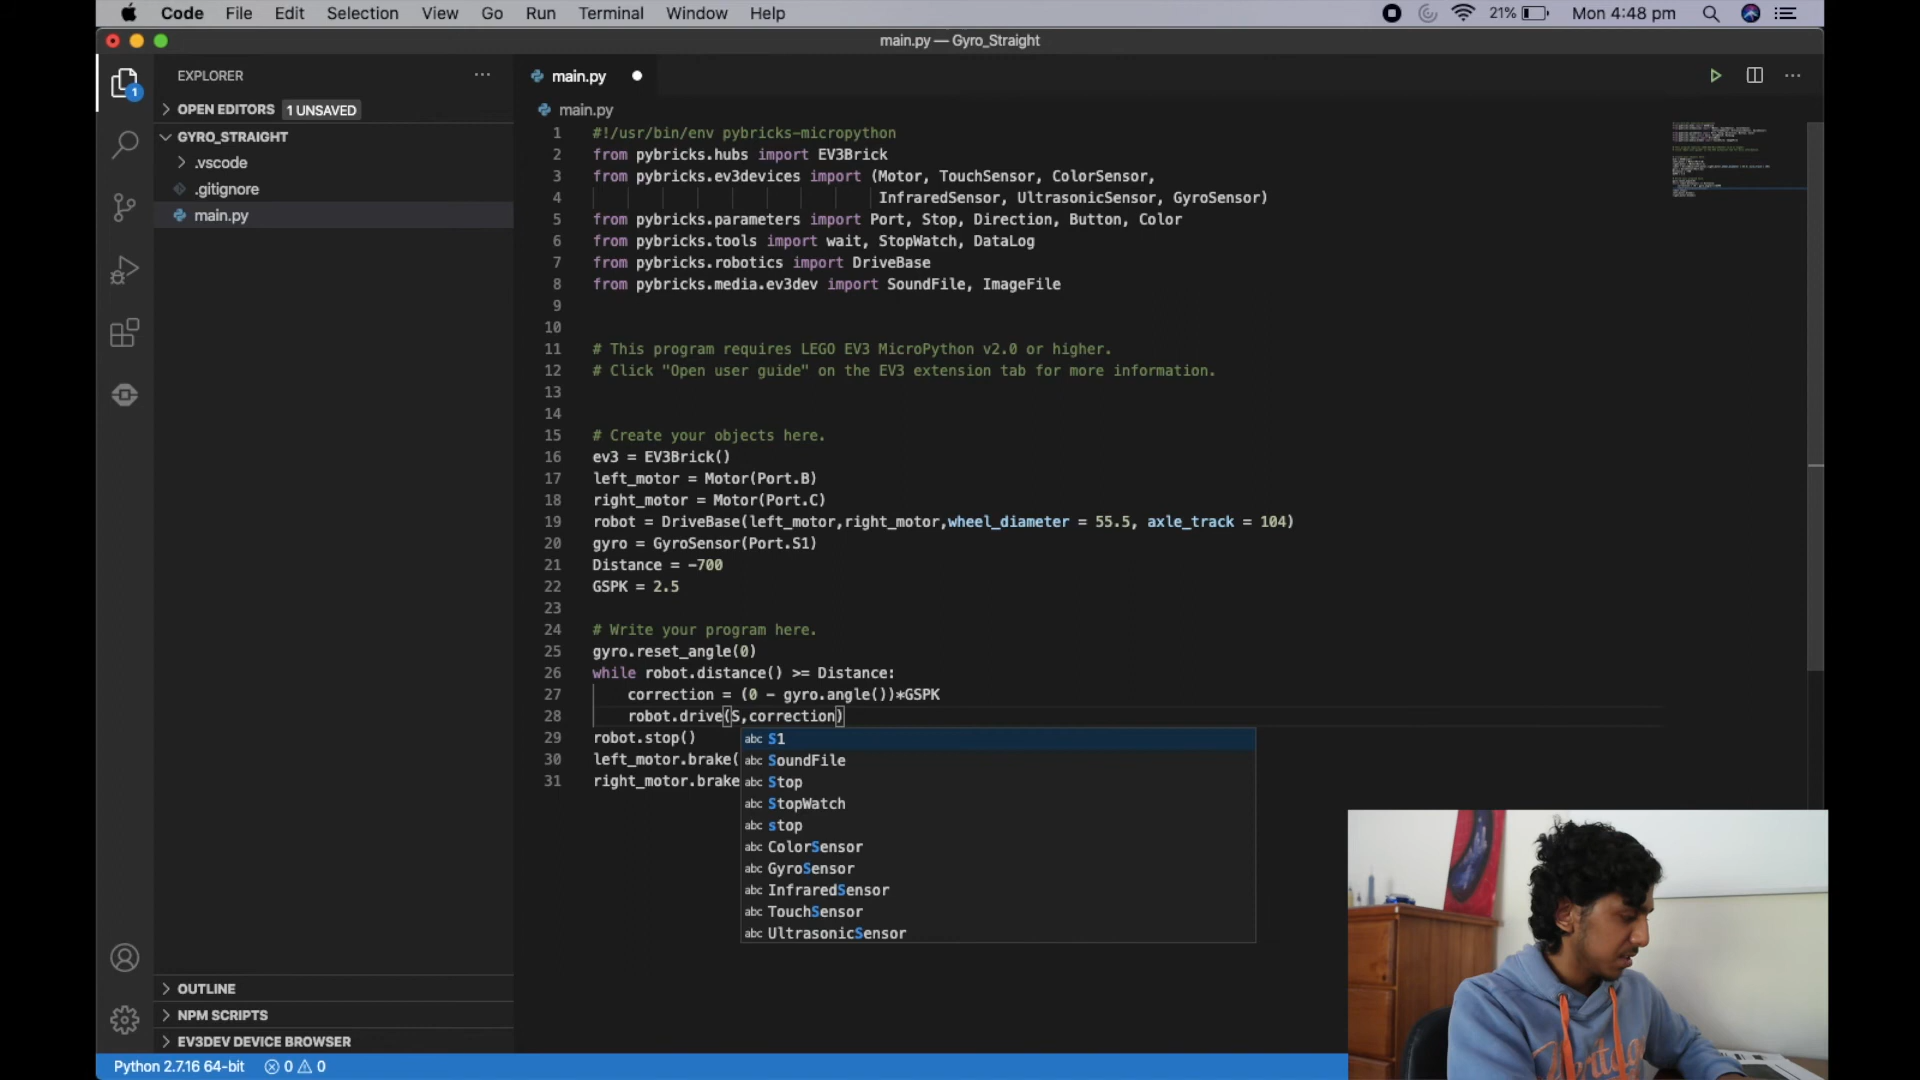 Code File Edit Selection View Go Run Terminal Window Help 21% Mon 4:48 pm
main.py — Gyro_Straight
EXPLORER
OPEN EDITORS 1 UNSAVED
GYRO_STRAIGHT
.vscode
.gitignore
main.py
OUTLINE
NPM SCRIPTS
EV3DEV DEVICE BROWSER
1
main.py
main.py
1 #!/usr/bin/env pybricks-micropython
2 from pybricks.hubs import EV3Brick
3 from pybricks.ev3devices import (Motor, TouchSensor, ColorSensor,
4 InfraredSensor, UltrasonicSensor, GyroSensor)
5 from pybricks.parameters import Port, Stop, Direction, Button, Color
6 from pybricks.tools import wait, StopWatch, DataLog
7 from pybricks.robotics import DriveBase
8 from pybricks.media.ev3dev import SoundFile, ImageFile
9
10
11 # This program requires LEGO EV3 MicroPython v2.0 or higher.
12 # Click "Open user guide" on the EV3 extension tab for more information.
13
14
15 # Create your objects here.
16 ev3 = EV3Brick()
17 left_motor = Motor(Port.B)
18 right_motor = Motor(Port.C)
19 robot = DriveBase(left_motor,right_motor,wheel_diameter = 55.5, axle_track = 104)
20 gyro = GyroSensor(Port.S1)
21 Distance = -700
22 GSPK = 2.5
23
24 # Write your program here.
25 gyro.reset_angle(0)
26 while robot.distance() >= Distance:
27 correction = (0 - gyro.angle())*GSPK
28 robot.drive(S,correction)
29 robot.stop()
30 left_motor.brake(
31 right_motor.brake
abc S1
abc SoundFile
abc Stop
abc StopWatch
abc stop
abc ColorSensor
abc GyroSensor
abc InfraredSensor
abc TouchSensor
abc UltrasonicSensor
Python 2.7.16 64-bit 0 0